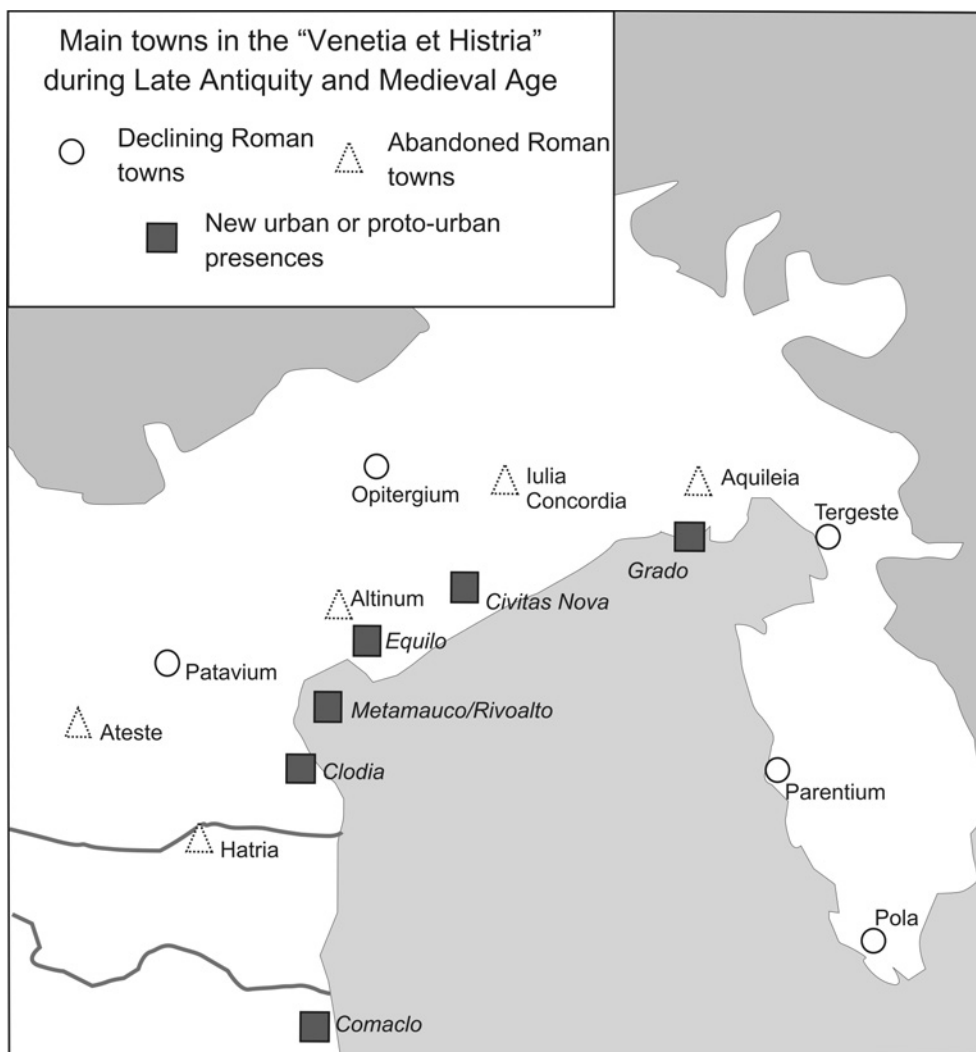 Main towns in the “Venetia et Histria”
during Late Antiquity and Medieval Age
Declining Roman
towns
Abandoned Roman
towns
New urban or proto-urban
presences
Opitergium
Iulia
Concordia
Aquileia
Tergeste
Grado
Altinum
Civitas Nova
Equilo
Patavium
Metamauco/Rivoalto
Ateste
Clodia
Parentium
Hatria
Pola
Comaclo